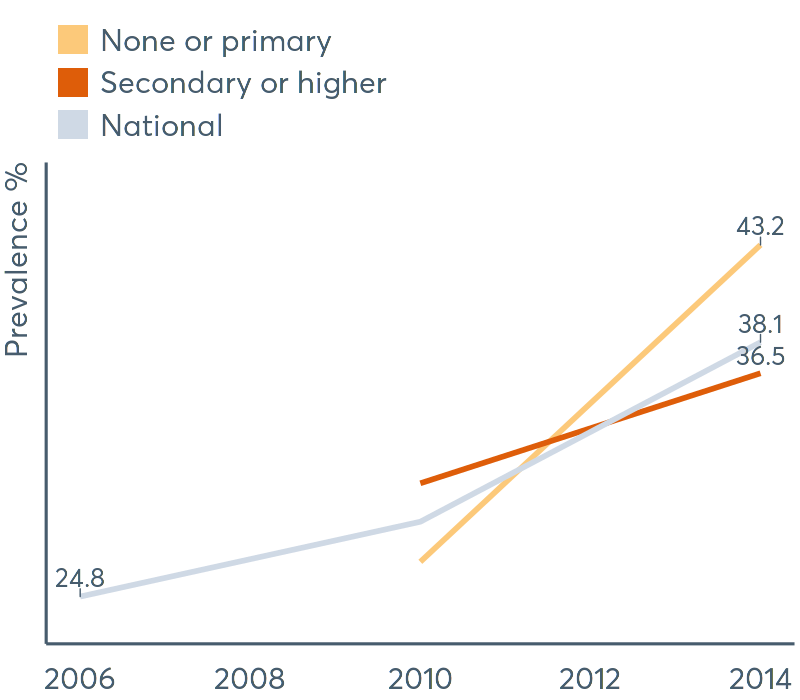 None or primary
Secondary or higher
National
Prevalence %
43.2
38.1
36.5
24.8
2006 2008 2010 2012 2014